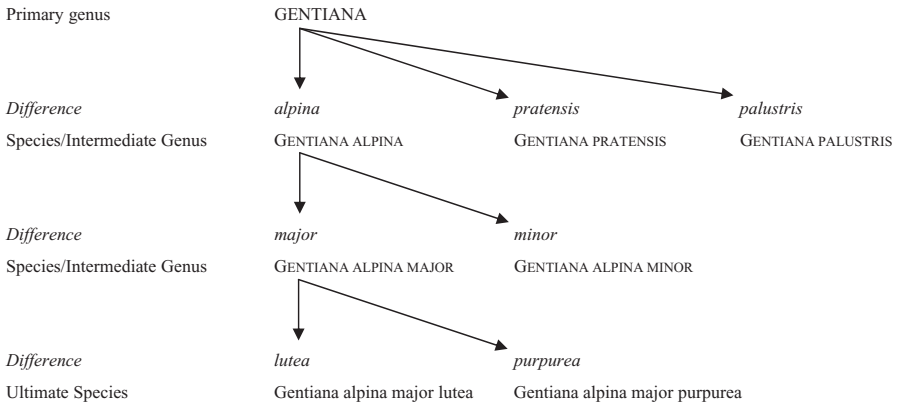 Primary genus GENTIANA
Difference alpina pratensis palustris
Species/Intermediate Genus GENTIANA ALPINA GENTIANA PRATENSIS GENTIANA PALUSTRIS
Difference major minor
Species/Intermediate Genus GENTIANA ALPINA MAJOR GENTIANA ALPINA MINOR
Difference lutea purpurea
Ultimate Species Gentiana alpina major lutea Gentiana alpina major purpurea